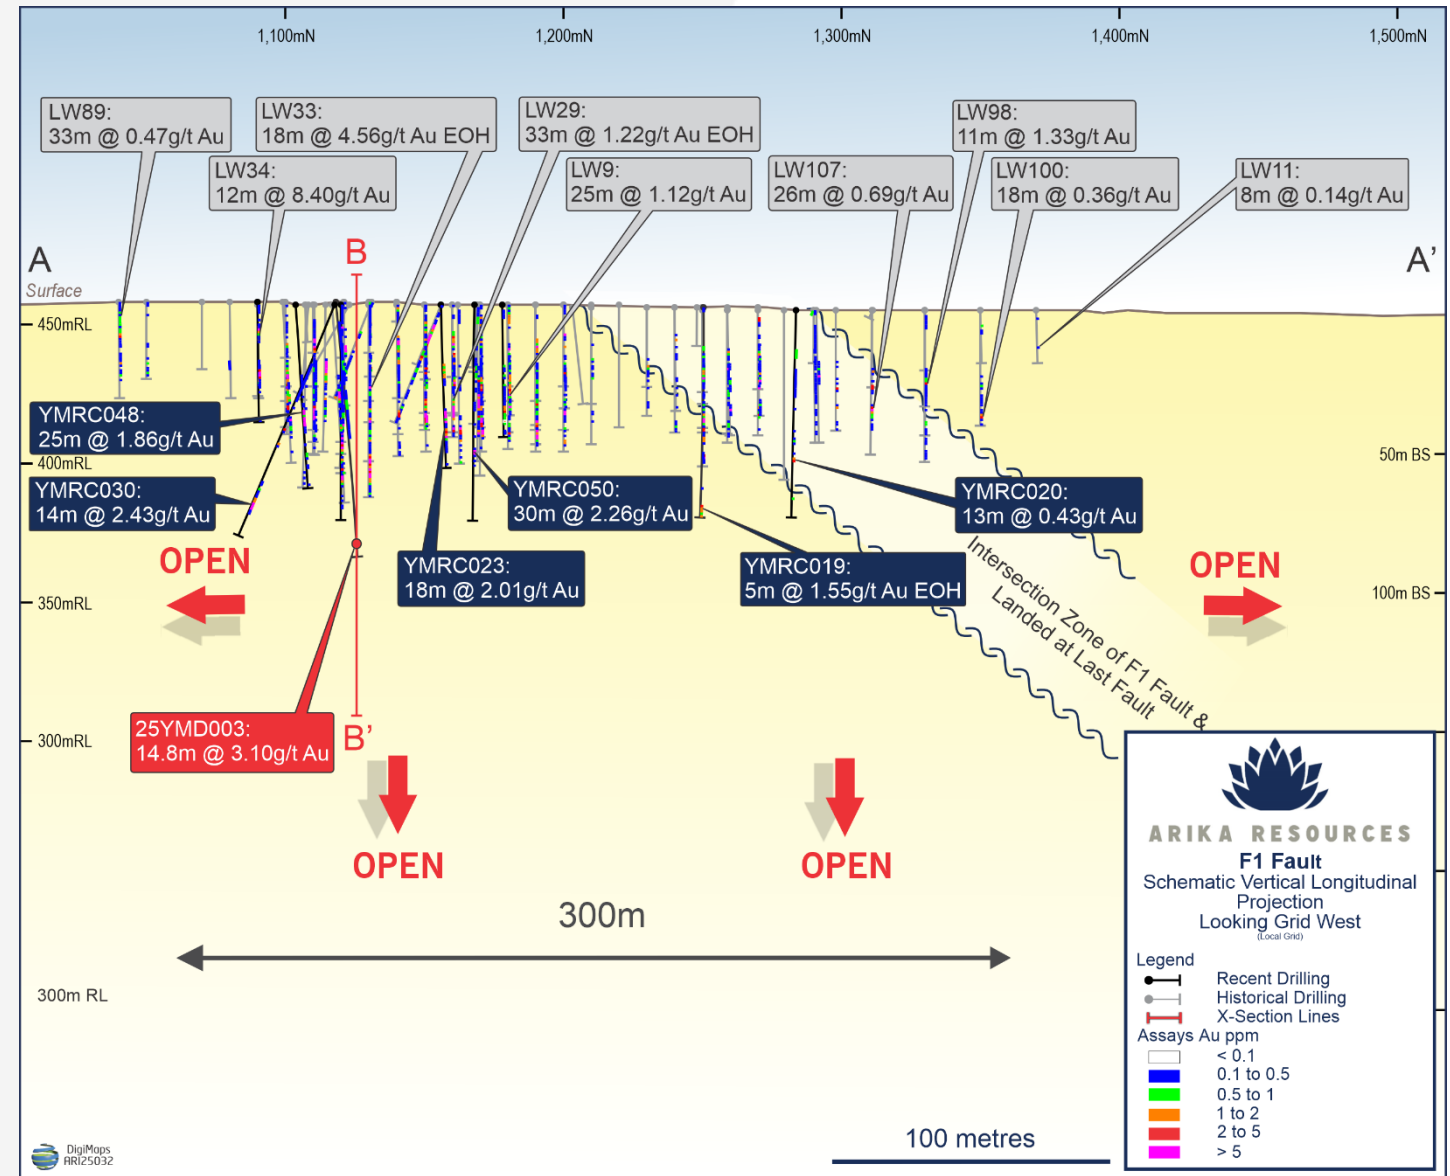 1,100mN
1,200mN
1,300mN
1,400mN
1,500mN
LW89:
33m @ 0.47g/t Au
LW33:
18m @ 4.56g/t Au EOH
LW29:
33m @ 1.22g/t Au EOH
LW98:
11m @ 1.33g/t Au
LW34:
12m @ 8.40g/t Au
LW9:
25m @ 1.12g/t Au
LW107:
26m @ 0.69g/t Au
LW100:
18m @ 0.36g/t Au
LW11:
8m @ 0.14g/t Au
A
B
A'
Surface
450mRL
YMRC048:
25m @ 1.86g/t Au
400mRL
50m BS
YMRC030:
14m @ 2.43g/t Au
YMRC050:
30m @ 2.26g/t Au
YMRC020:
13m @ 0.43g/t Au
YMRC023:
18m @ 2.01g/t Au
YMRC019:
5m @ 1.55g/t Au EOH
OPEN
OPEN
350mRL
100m BS
Intersection Zone of F1 Fault &
Landed at Last Fault
25YMD003:
14.8m @ 3.10g/t Au
B'
300mRL
OPEN
OPEN
300m
300m RL
ARIKA RESOURCES
F1 Fault
Schematic Vertical Longitudinal
Projection
Looking Grid West
(Local Grid)
Legend
Recent Drilling
Historical Drilling
X-Section Lines
Assays Au ppm
< 0.1
0.1 to 0.5
0.5 to 1
1 to 2
2 to 5
> 5
100 metres
DigiMaps
ARI25032